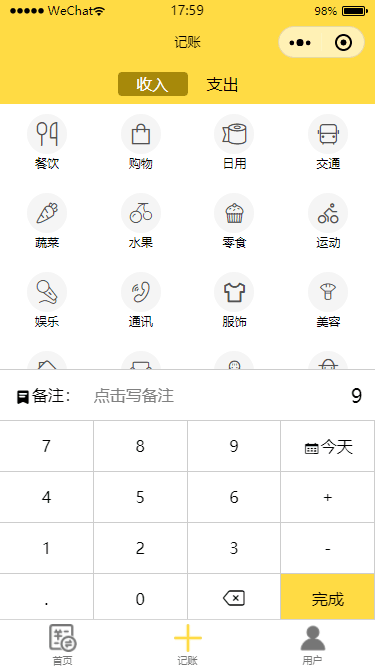 WeChat 17:59 98%
记账
收入 支出
餐饮 购物 日用 交通
蔬菜 水果 零食 运动
娱乐 通讯 服饰 美容
备注： 点击写备注 9
7 8 9 今天
4 5 6 +
1 2 3 -
. 0 完成
首页 记账 用户